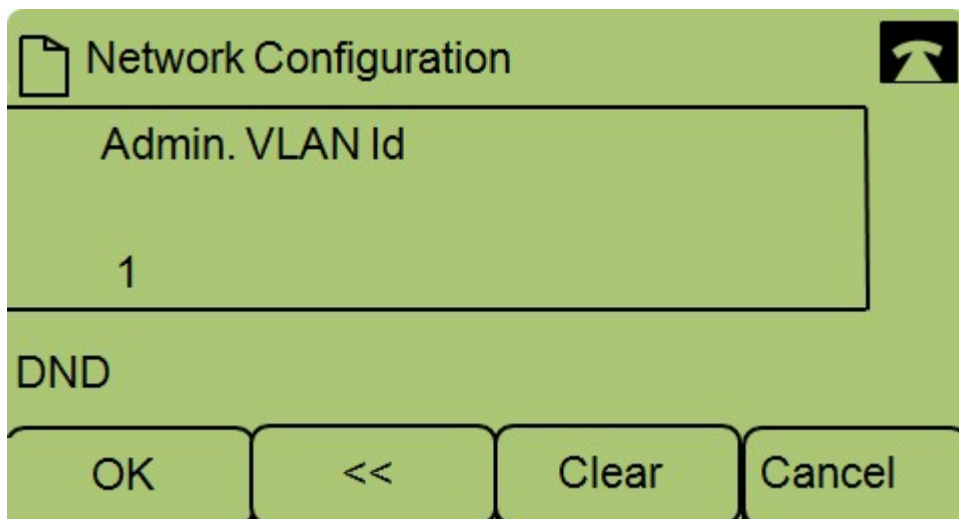 Network Configuration
Admin. VLAN Id
1
DND
OK << Clear Cancel